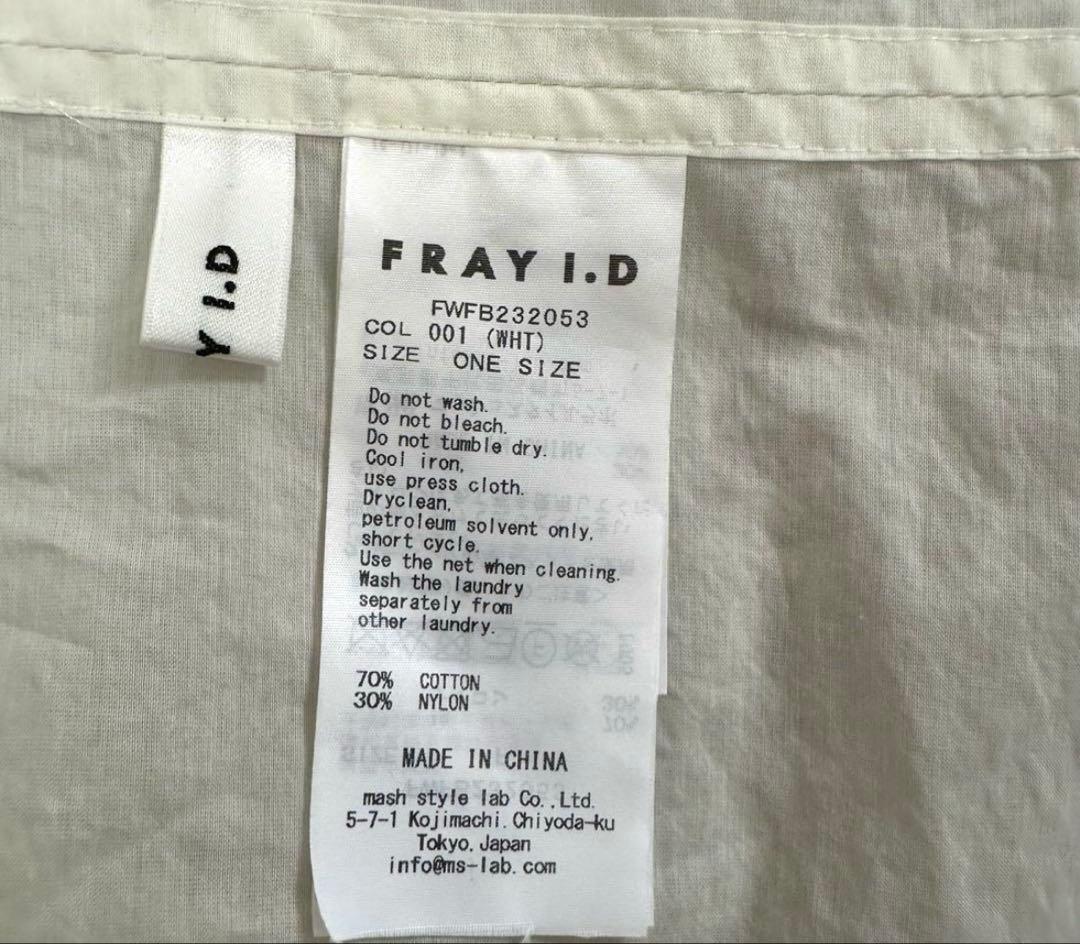 Y I.D
FRAY I.D
FWFB232053
COL 001 (WHT)
SIZE ONE SIZE
Do not wash.
Do not bleach.
Do not tumble dry.
Cool iron,
use press cloth.
Dryclean,
petroleum solvent only,
short cycle.
Use the net when cleaning.
Wash the laundry
separately from
other laundry.
70% COTTON
30% NYLON
MADE IN CHINA
mash style lab Co.,Ltd.
5-7-1 Kojimachi.Chiyoda-ku
Tokyo.Japan
info@ms-lab.com